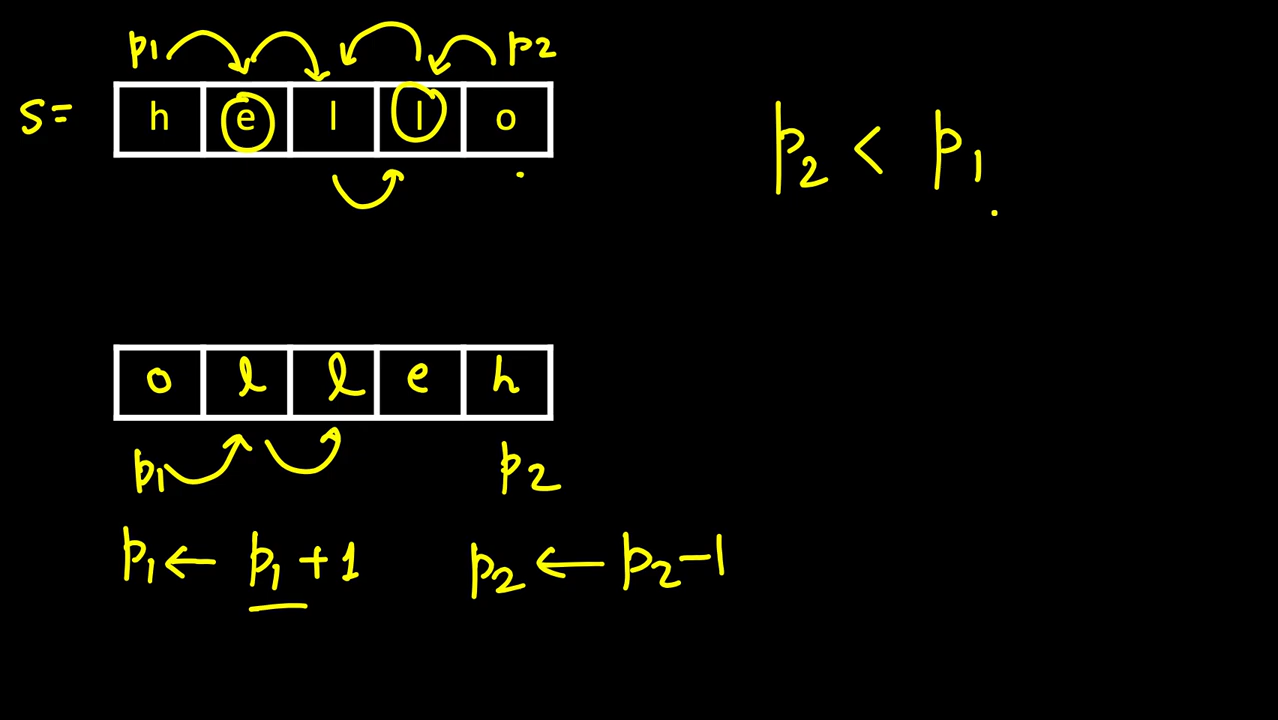 p1 p2
S= h e l l o
p2 < p1
o l l e h
p1 p2
p1 ← p1 + 1 p2 ← p2 - 1